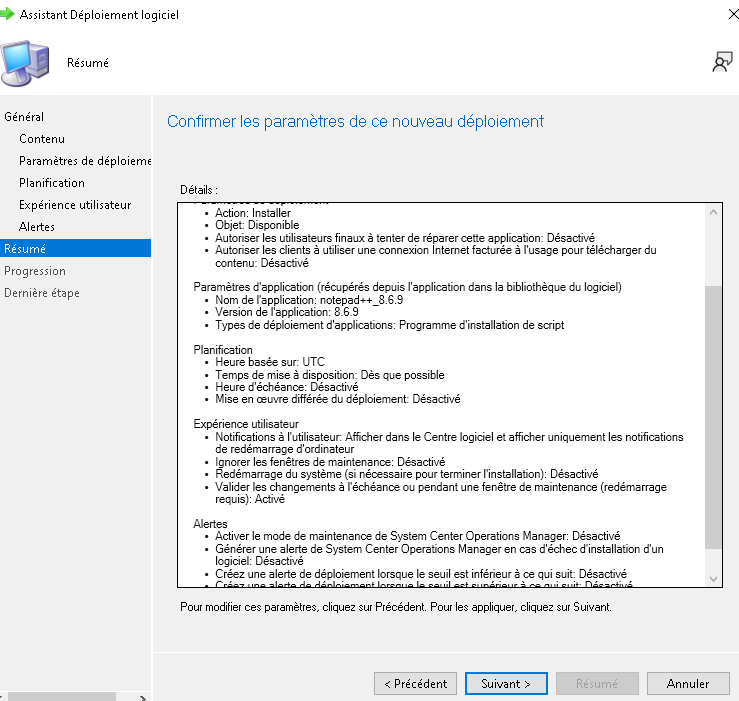 Assistant Déploiement logiciel
Résumé
Général
Contenu
Paramètres de déploieme
Planification
Expérience utilisateur
Alertes
Résumé
Progression
Dernière étape
Confirmer les paramètres de ce nouveau déploiement
Détails :
Paramètres de déploiement
• Action: Installer
• Objet: Disponible
• Autoriser les utilisateurs finaux à tenter de réparer cette application: Désactivé
• Autoriser les clients à utiliser une connexion Internet facturée à l'usage pour télécharger du
contenu: Désactivé
Paramètres d'application (récupérés depuis l'application dans la bibliothèque du logiciel)
• Nom de l'application: notepad++_8.6.9
• Version de l'application: 8.6.9
• Types de déploiement d'applications: Programme d'installation de script
Planification
• Heure basée sur: UTC
• Temps de mise à disposition: Dès que possible
• Heure d'échéance: Désactivé
• Mise en œuvre différée du déploiement: Désactivé
Expérience utilisateur
• Notifications à l'utilisateur: Afficher dans le Centre logiciel et afficher uniquement les notifications
de redémarrage d'ordinateur
• Ignorer les fenêtres de maintenance: Désactivé
• Redémarrage du système (si nécessaire pour terminer l'installation): Désactivé
• Valider les changements à l'échéance ou pendant une fenêtre de maintenance (redémarrage
requis): Activé
Alertes
• Activer le mode de maintenance de System Center Operations Manager: Désactivé
• Générer une alerte de System Center Operations Manager en cas d'échec d'installation d'un
logiciel: Désactivé
• Créez une alerte de déploiement lorsque le seuil est inférieur à ce qui suit: Désactivé
• Créez une alerte de déploiement lorsque le seuil est supérieur à ce qui suit: Désactivé
Pour modifier ces paramètres, cliquez sur Précédent. Pour les appliquer, cliquez sur Suivant.
< Précédent
Suivant >
Résumé
Annuler